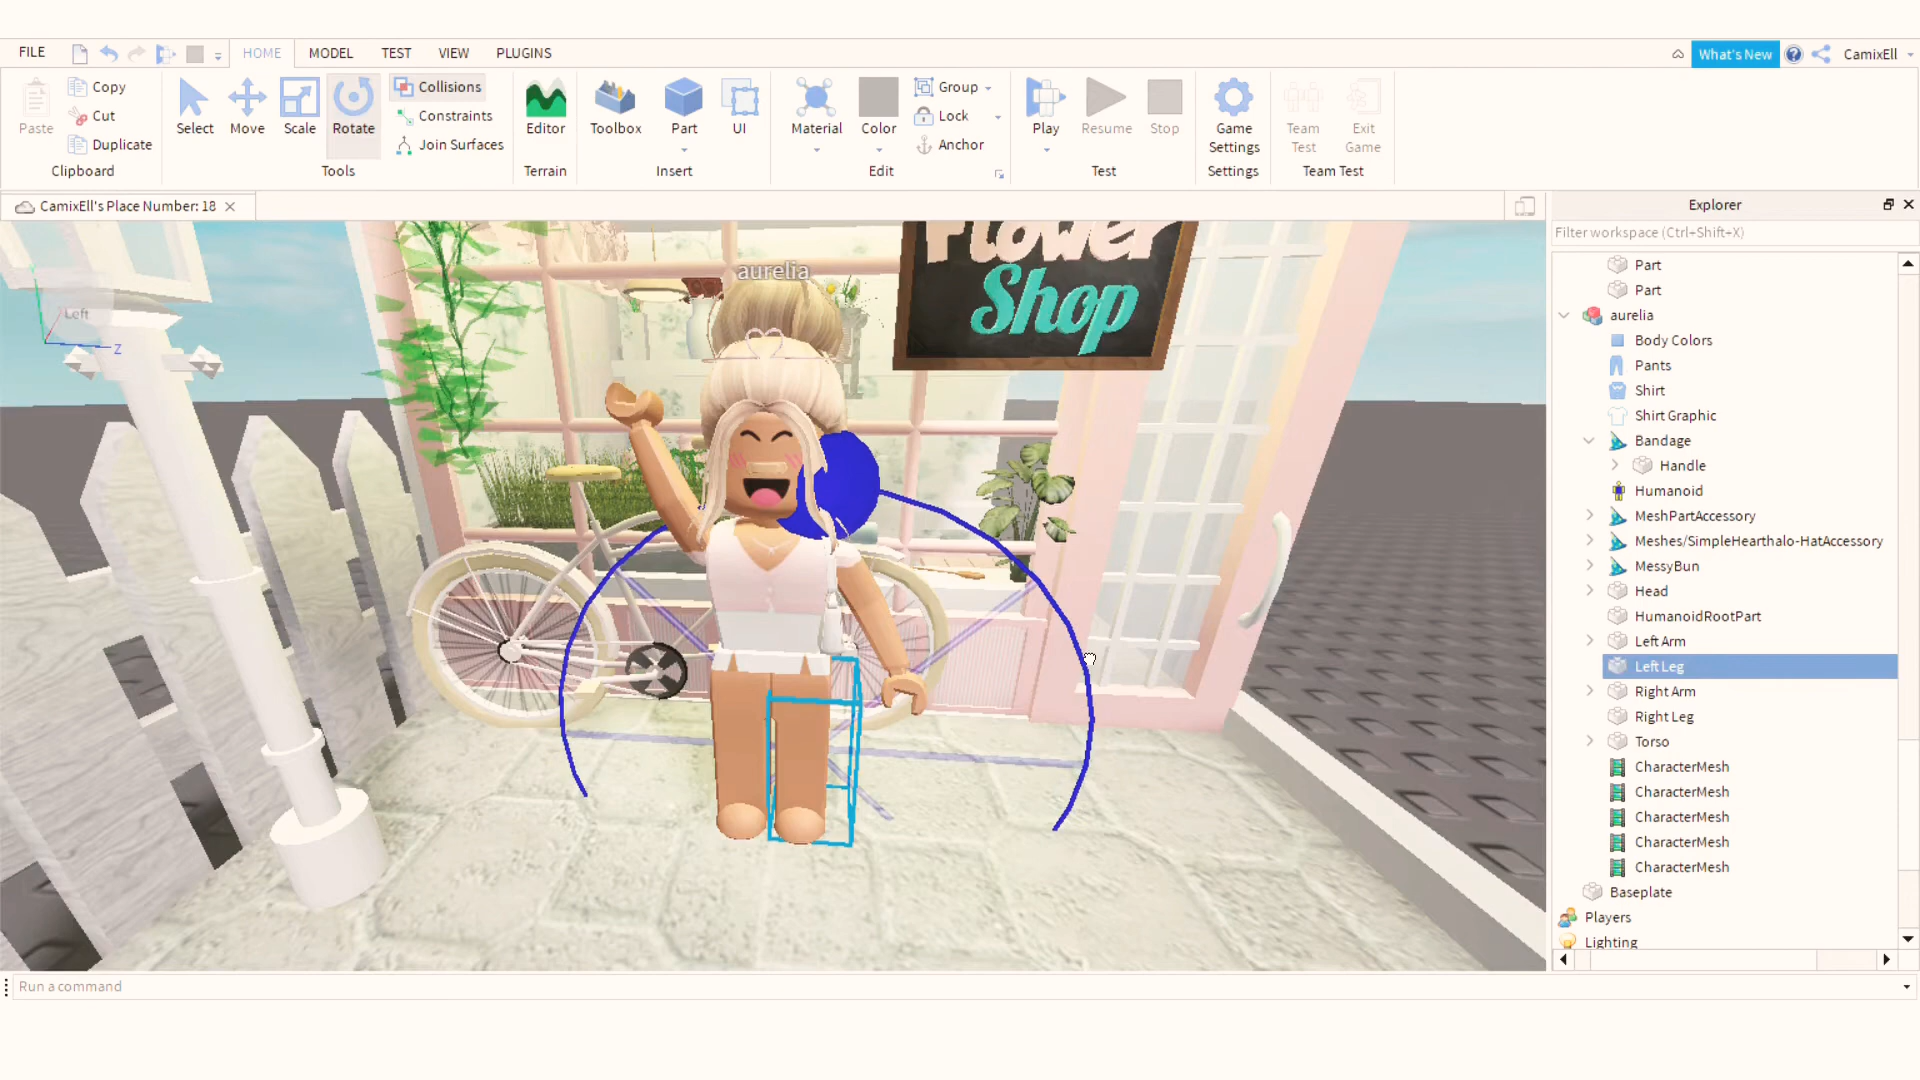 FILE
HOME
MODEL
TEST
VIEW
PLUGINS
What's New
CamixEll
Paste
Copy
Cut
Duplicate
Clipboard
Select
Move
Scale
Rotate
Collisions
Constraints
Join Surfaces
Tools
Editor
Terrain
Toolbox
Part
UI
Insert
Material
Color
Group
Lock
Anchor
Edit
Play
Resume
Stop
Test
Game
Settings
Settings
Team
Test
Exit
Game
Team Test
CamixEll's Place Number: 18
Explorer
Filter workspace (Ctrl+Shift+X)
Left
Z
aurelia
Flower
Shop
Part
Part
aurelia
Body Colors
Pants
Shirt
Shirt Graphic
Bandage
Handle
Humanoid
MeshPartAccessory
Meshes/SimpleHearthalo-HatAccessory
MessyBun
Head
HumanoidRootPart
Left Arm
Left Leg
Right Arm
Right Leg
Torso
CharacterMesh
CharacterMesh
CharacterMesh
CharacterMesh
CharacterMesh
Baseplate
Players
Lighting
Run a command